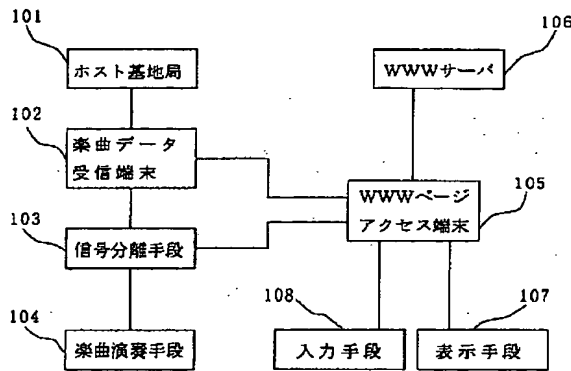 101
ホスト基地局
102
楽曲データ
受信端末
103
信号分離手段
104
楽曲演奏手段
106
WWWサーバ
WWWページ
アクセス端末
105
108
入力手段
107
表示手段